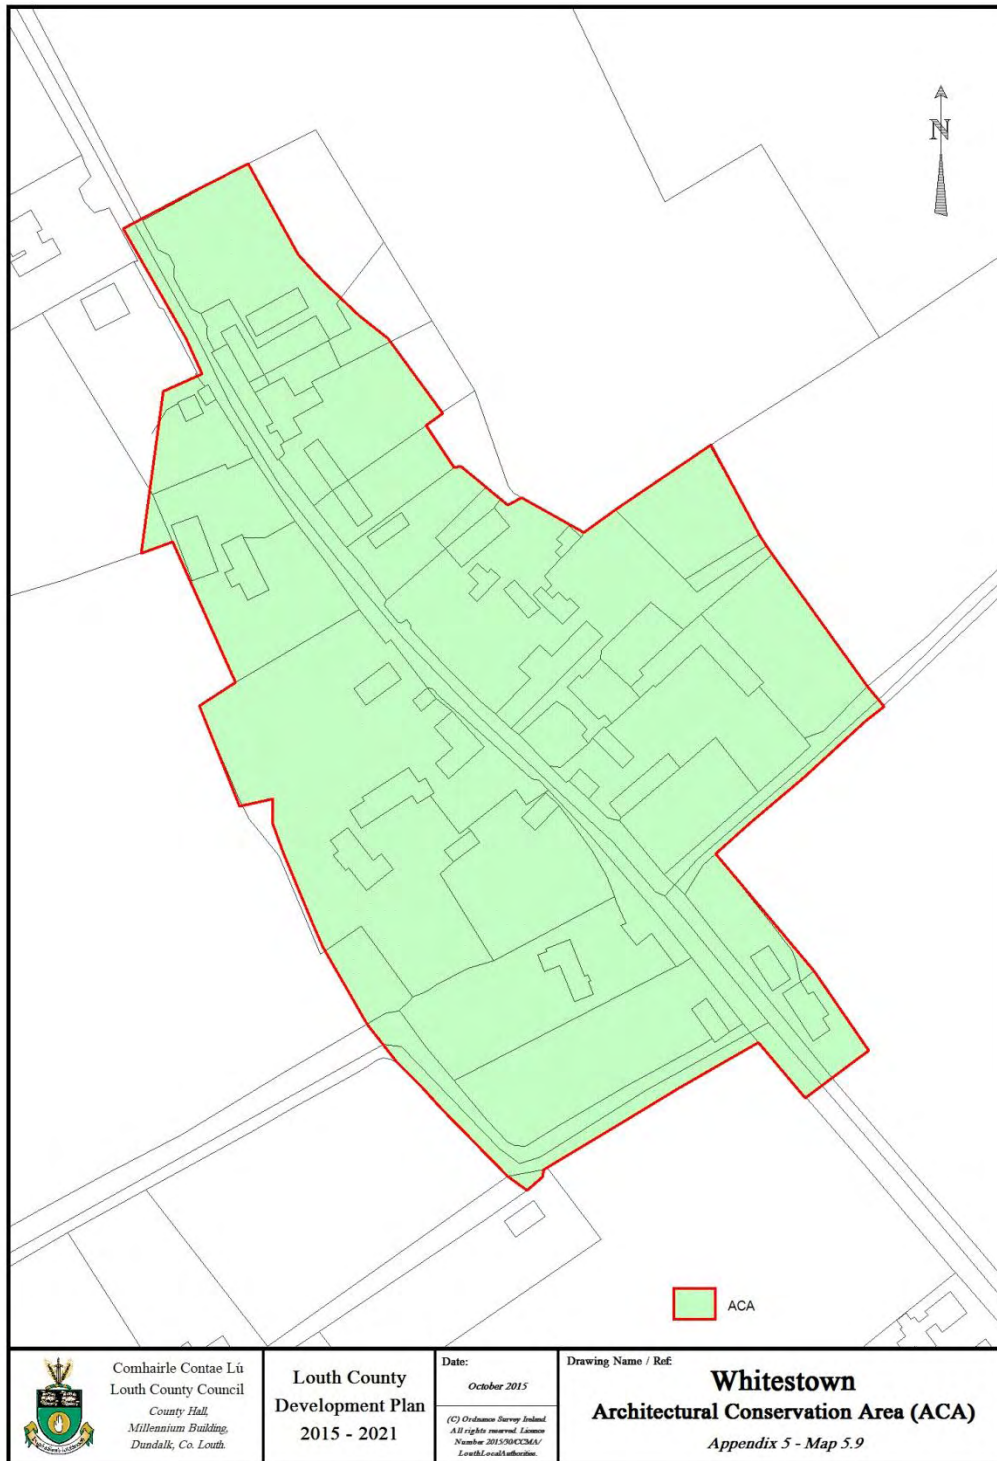 N
ACA
Comhairle Contae Lú
Louth County Council
County Hall,
Millennium Building,
Dundalk, Co. Louth.
Louth County
Development Plan
2015 - 2021
Date:
October 2015
(C) Ordnance Survey Ireland.
All rights reserved. Licence
Number 2015/30/CCMA/
LouthLocalAuthorities.
Drawing Name / Ref:
Whitestown
Architectural Conservation Area (ACA)
Appendix 5 - Map 5.9